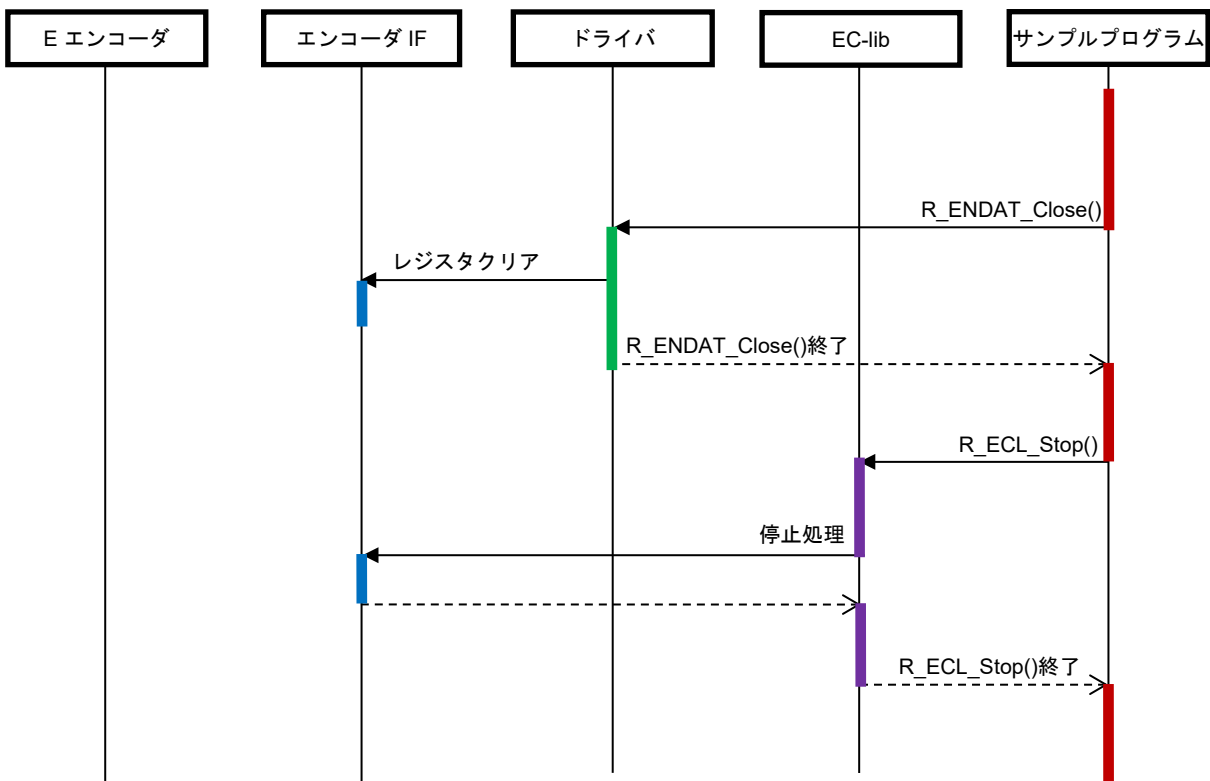 E エンコーダ
エンコーダ IF
ドライバ
EC-lib
サンプルプログラム
R_ENDAT_Close()
レジスタクリア
R_ENDAT_Close()終了
R_ECL_Stop()
停止処理
R_ECL_Stop()終了